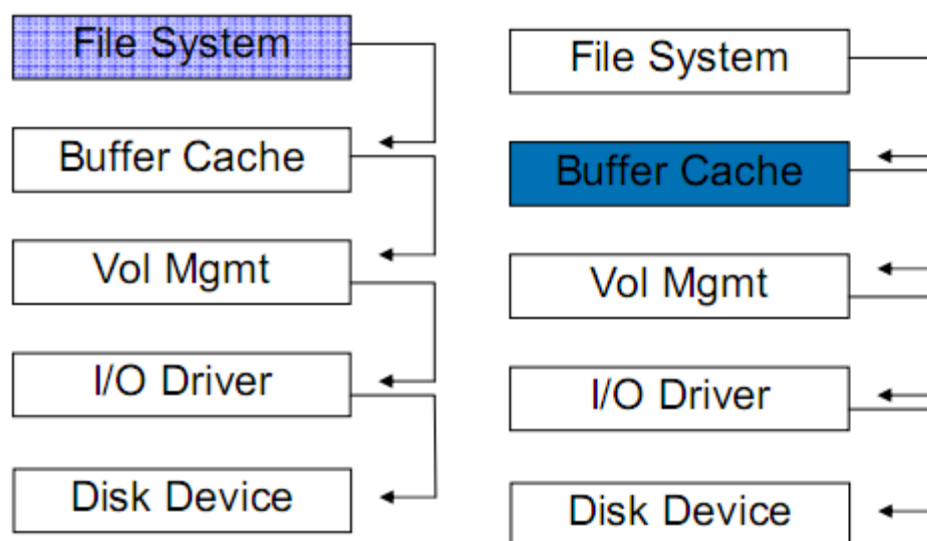 File System
Buffer Cache
Vol Mgmt
I/O Driver
Disk Device
File System
Buffer Cache
Vol Mgmt
I/O Driver
Disk Device